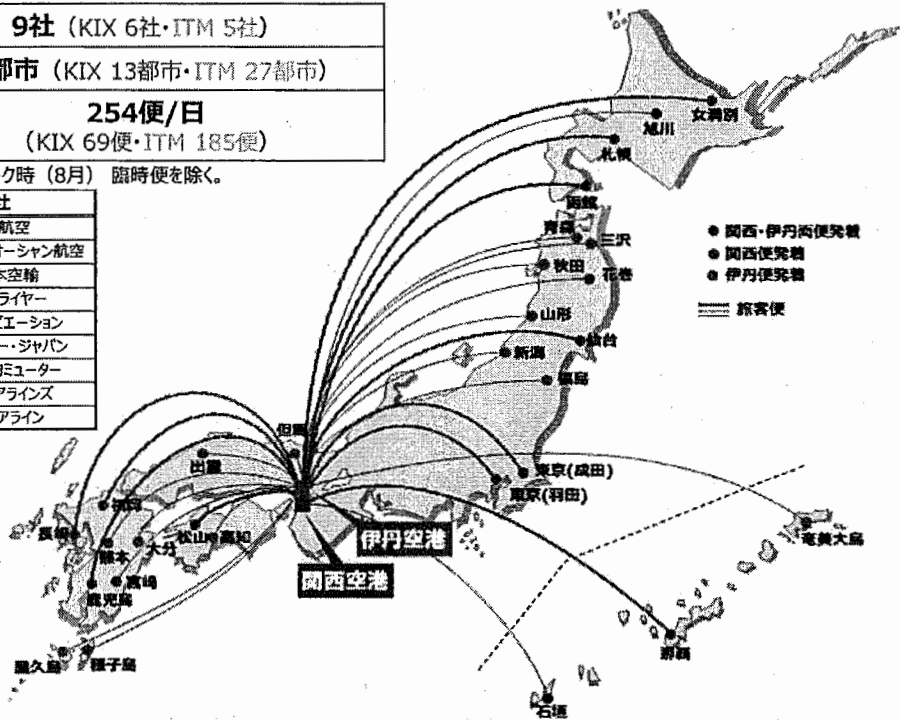 9社（KIX 6社・ITM 5社）
都市（KIX 13都市・ITM 27都市）
254便/日
（KIX 69便・ITM 185便）
ク時（8月） 臨時便を除く。
社
航空
オーシャン航空
本空輸
ライヤー
ビエーション
ー・ジャパン
コミューター
アラインズ
アライン
女満別
旭川
札幌
函館
青森
三沢
秋田
花巻
山形
仙台
新潟
福島
関西・伊丹両便発着
関西便発着
伊丹便発着
旅客便
但馬
出雲
福岡
長崎
熊本
大分
松山
高知
宮崎
鹿児島
屋久島
種子島
東京(成田)
東京(羽田)
伊丹空港
関西空港
奄美大島
那覇
石垣